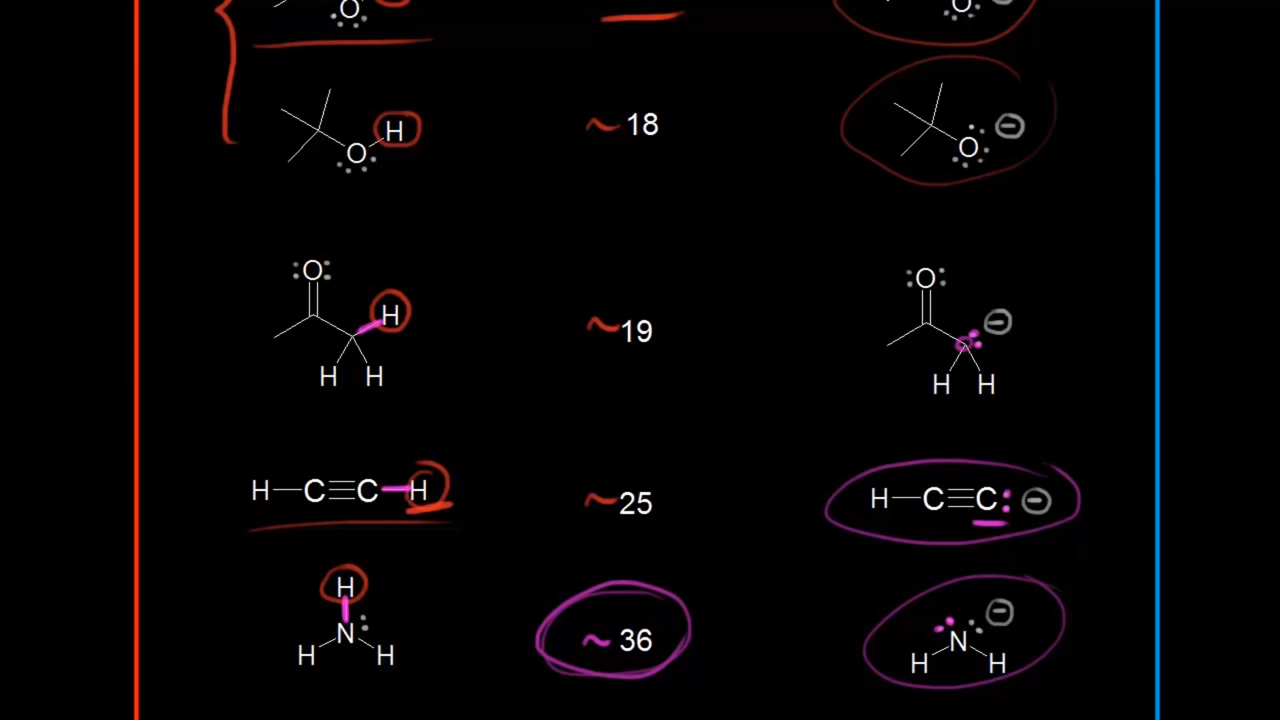 O O
H ~ 18 ⊖
O O
:O: ~ 19 :O:
H ⊖
H H H H
H—C≡C—H ~ 25 H—C≡C: ⊖
H ~ 36 ⊖
N: N
H H H H